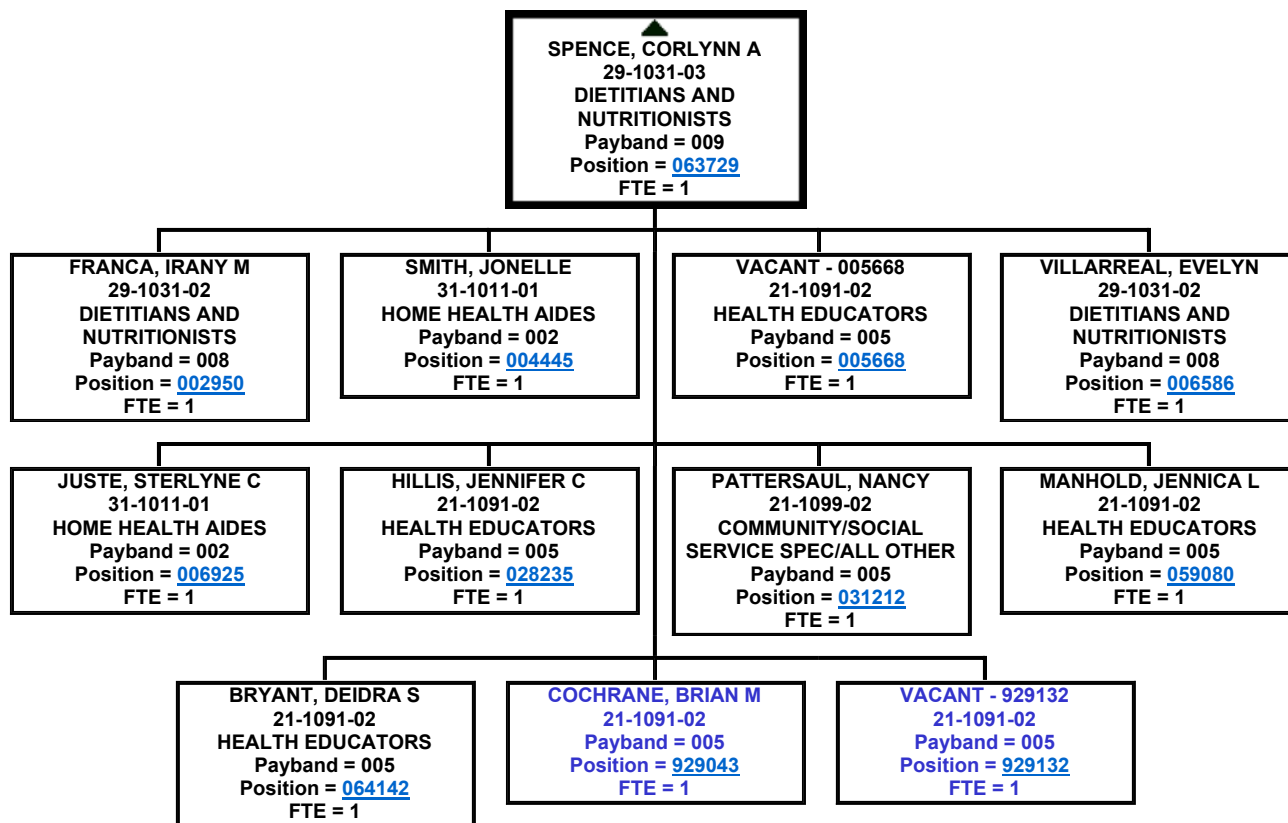 SPENCE, CORLYNN A
29-1031-03
DIETITIANS AND
NUTRITIONISTS
Payband = 009
Position = 063729
FTE = 1
FRANCA, IRANY M
29-1031-02
DIETITIANS AND
NUTRITIONISTS
Payband = 008
Position = 002950
FTE = 1
SMITH, JONELLE
31-1011-01
HOME HEALTH AIDES
Payband = 002
Position = 004445
FTE = 1
VACANT - 005668
21-1091-02
HEALTH EDUCATORS
Payband = 005
Position = 005668
FTE = 1
VILLARREAL, EVELYN
29-1031-02
DIETITIANS AND
NUTRITIONISTS
Payband = 008
Position = 006586
FTE = 1
JUSTE, STERLYNE C
31-1011-01
HOME HEALTH AIDES
Payband = 002
Position = 006925
FTE = 1
HILLIS, JENNIFER C
21-1091-02
HEALTH EDUCATORS
Payband = 005
Position = 028235
FTE = 1
PATTERSAUL, NANCY
21-1099-02
COMMUNITY/SOCIAL
SERVICE SPEC/ALL OTHER
Payband = 005
Position = 031212
FTE = 1
MANHOLD, JENNICA L
21-1091-02
HEALTH EDUCATORS
Payband = 005
Position = 059080
FTE = 1
BRYANT, DEIDRA S
21-1091-02
HEALTH EDUCATORS
Payband = 005
Position = 064142
FTE = 1
COCHRANE, BRIAN M
21-1091-02
Payband = 005
Position = 929043
FTE = 1
VACANT - 929132
21-1091-02
Payband = 005
Position = 929132
FTE = 1